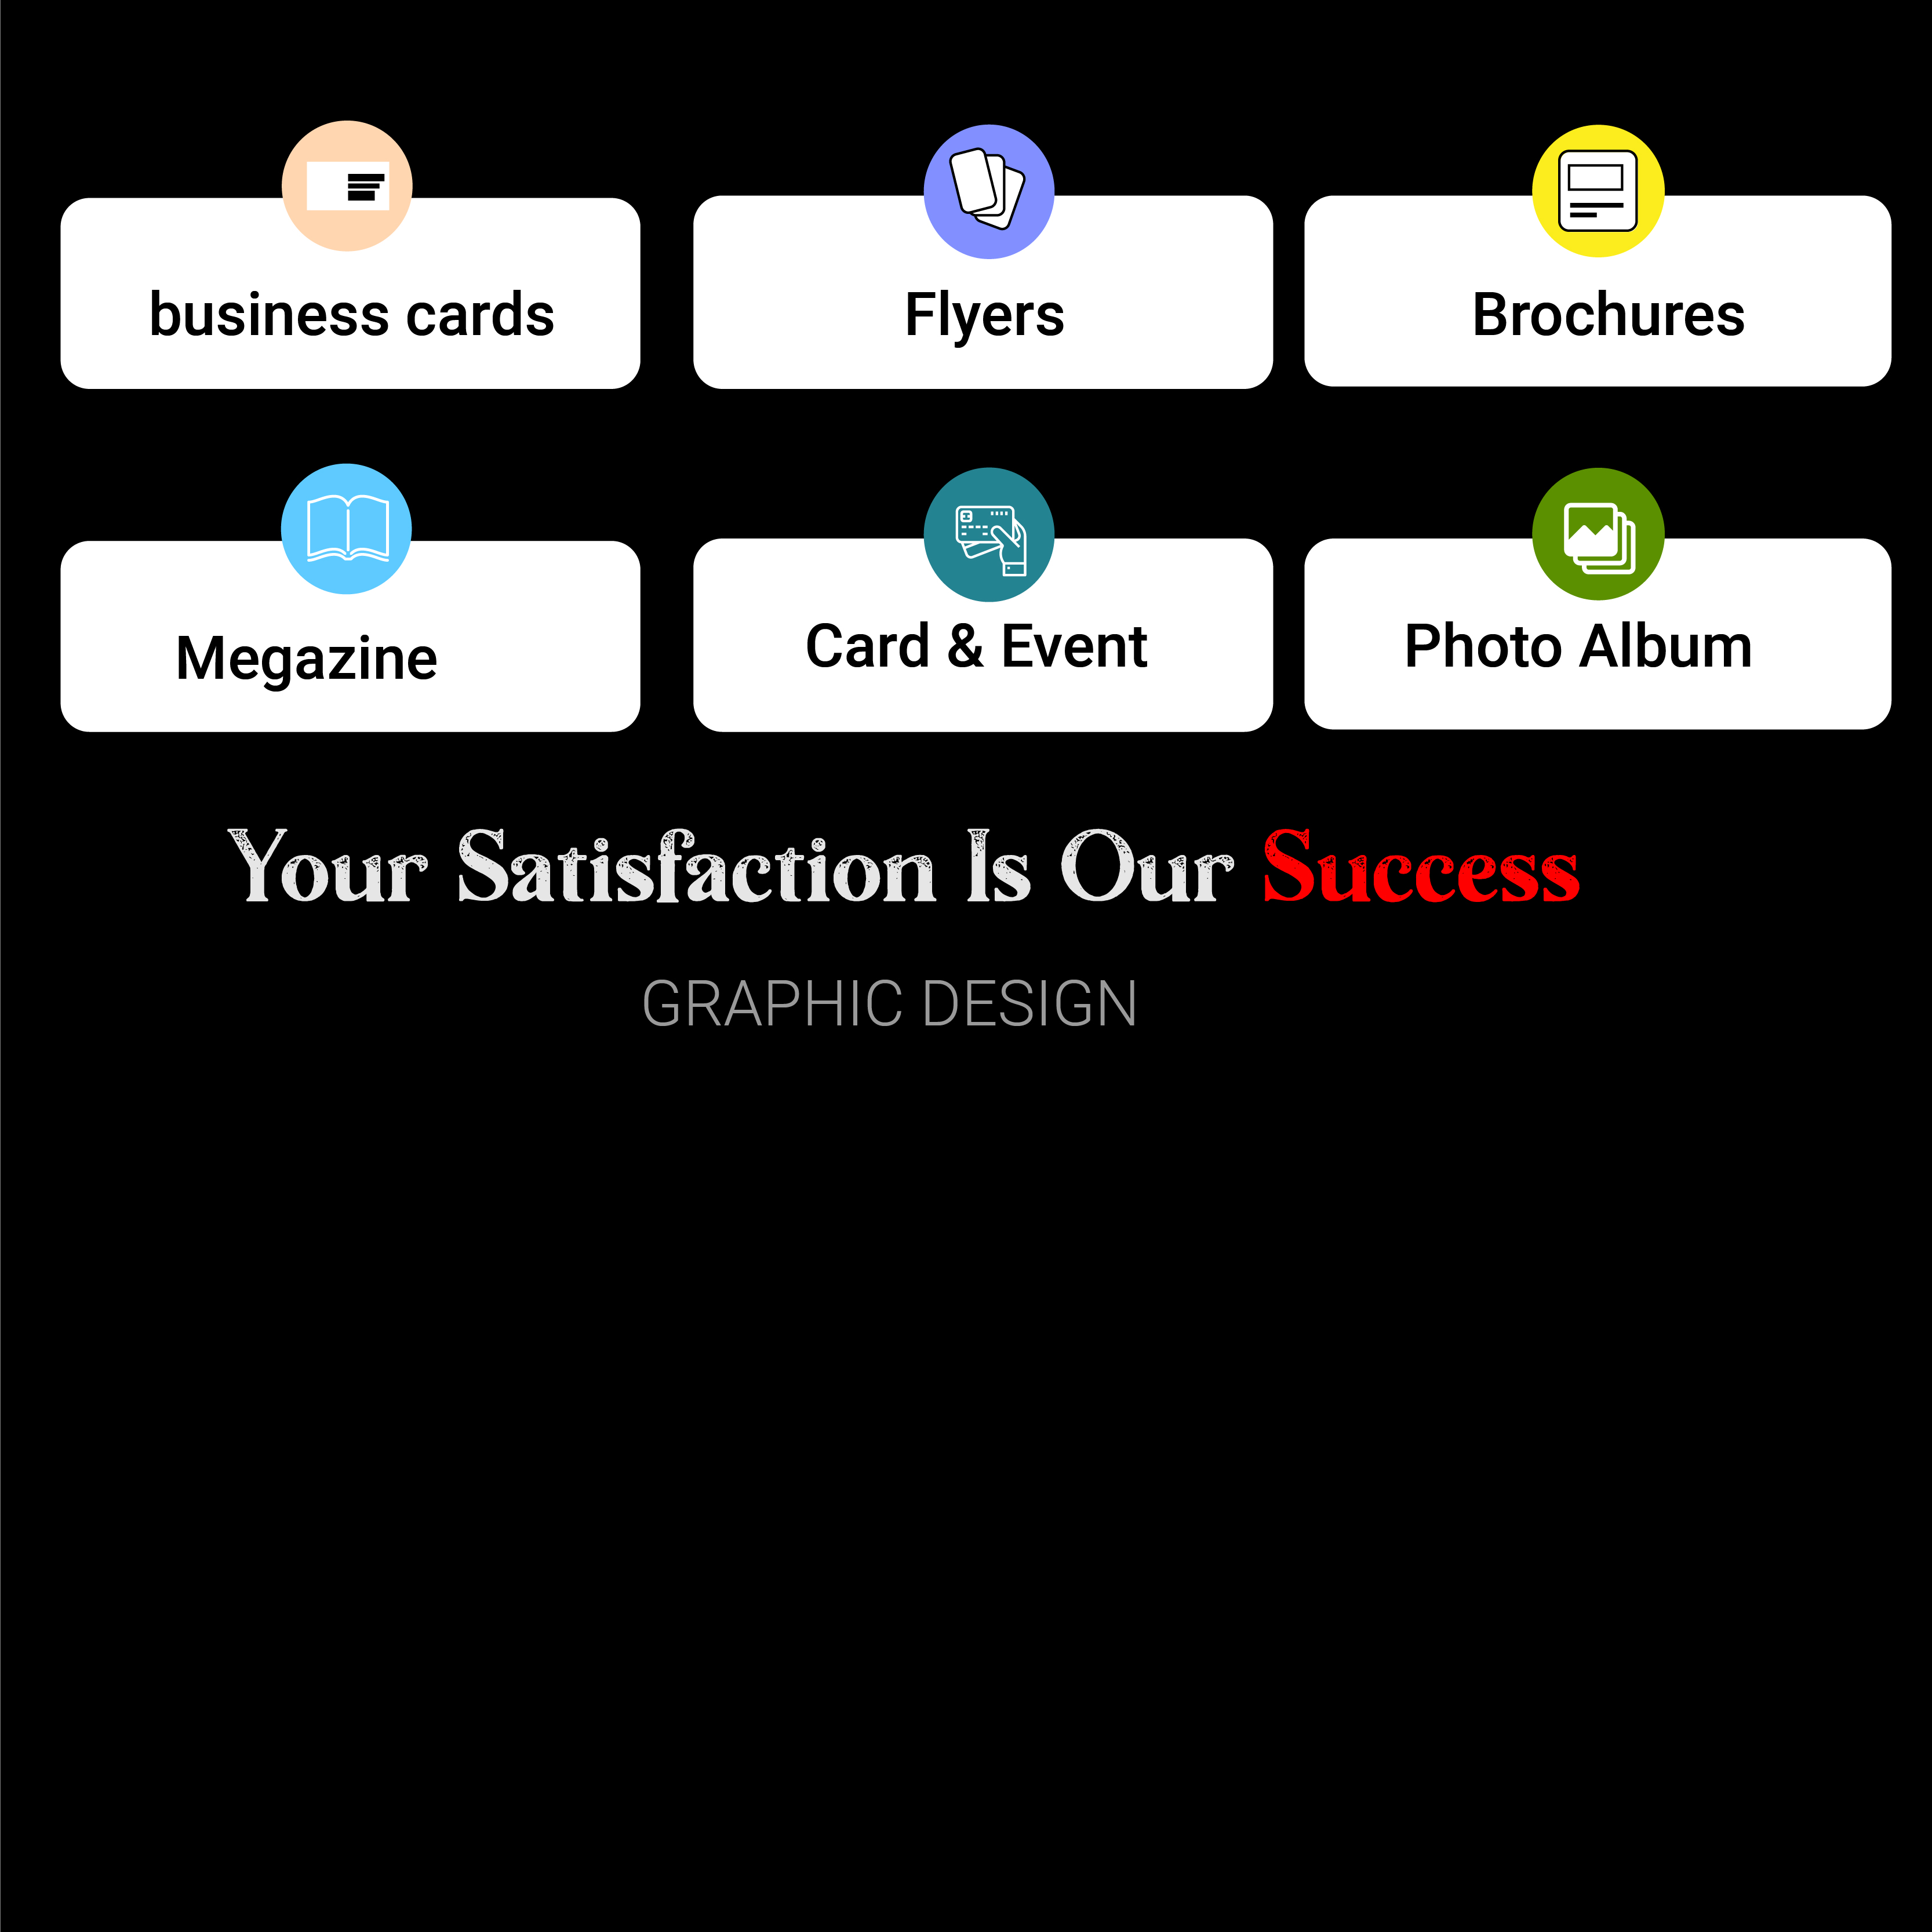 business cards
Flyers
Brochures
Megazine
Card & Event
Photo Album
Your Satisfaction Is Our Success
GRAPHIC DESIGN